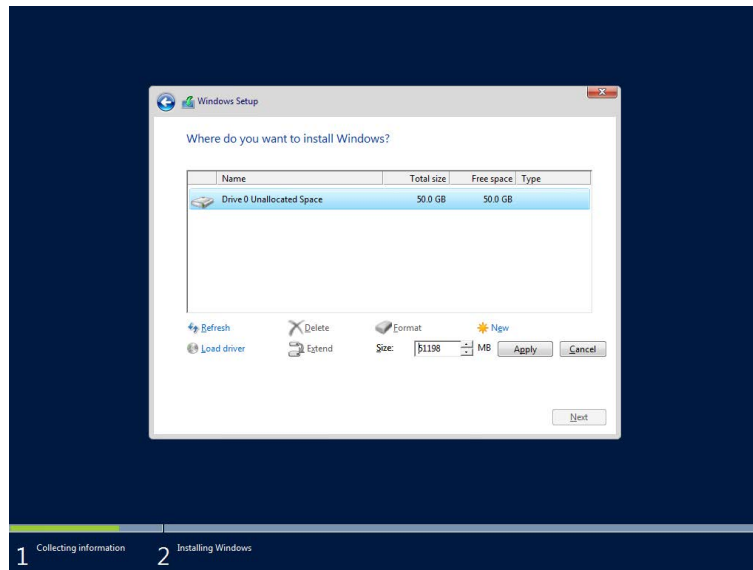 Windows Setup
Where do you want to install Windows?
Name Total size Free space Type
Drive 0 Unallocated Space 50.0 GB 50.0 GB
Refresh Delete Format New
Load driver Extend Size: 51198 MB Apply Cancel
Next
1 Collecting information 2 Installing Windows